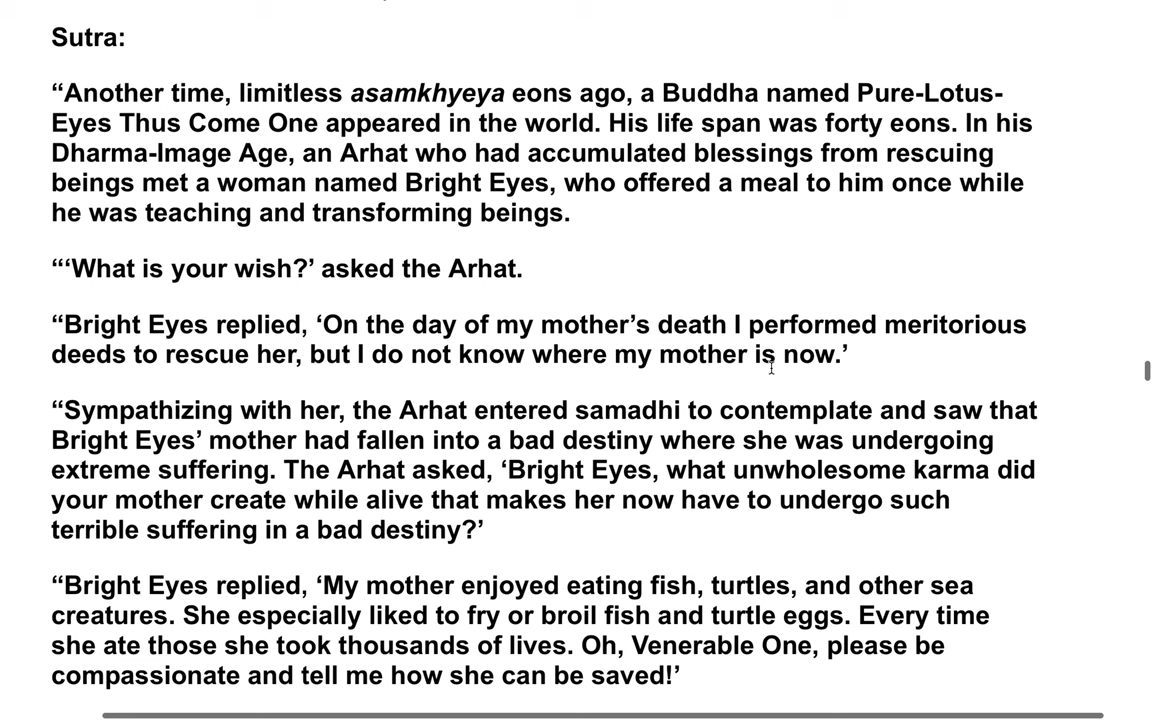 Sutra:
“Another time, limitless asamkhyeya eons ago, a Buddha named Pure-Lotus-
Eyes Thus Come One appeared in the world. His life span was forty eons. In his
Dharma-Image Age, an Arhat who had accumulated blessings from rescuing
beings met a woman named Bright Eyes, who offered a meal to him once while
he was teaching and transforming beings.
“‘What is your wish?’ asked the Arhat.
“Bright Eyes replied, ‘On the day of my mother’s death I performed meritorious
deeds to rescue her, but I do not know where my mother is now.’
“Sympathizing with her, the Arhat entered samadhi to contemplate and saw that
Bright Eyes’ mother had fallen into a bad destiny where she was undergoing
extreme suffering. The Arhat asked, ‘Bright Eyes, what unwholesome karma did
your mother create while alive that makes her now have to undergo such
terrible suffering in a bad destiny?’
“Bright Eyes replied, ‘My mother enjoyed eating fish, turtles, and other sea
creatures. She especially liked to fry or broil fish and turtle eggs. Every time
she ate those she took thousands of lives. Oh, Venerable One, please be
compassionate and tell me how she can be saved!’